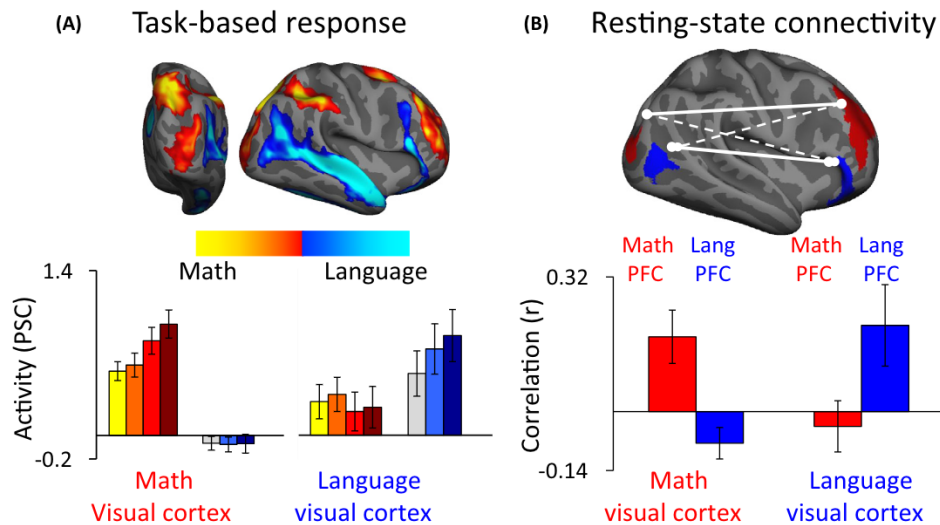 (A) Task-based response
Math Language
1.4
Activity (PSC)
-0.2
Math
Visual cortex
Language
visual cortex
(B) Resting-state connectivity
Math Lang Math Lang
PFC PFC PFC PFC
0.32
Correlation (r)
-0.14
Math
visual cortex
Language
visual cortex